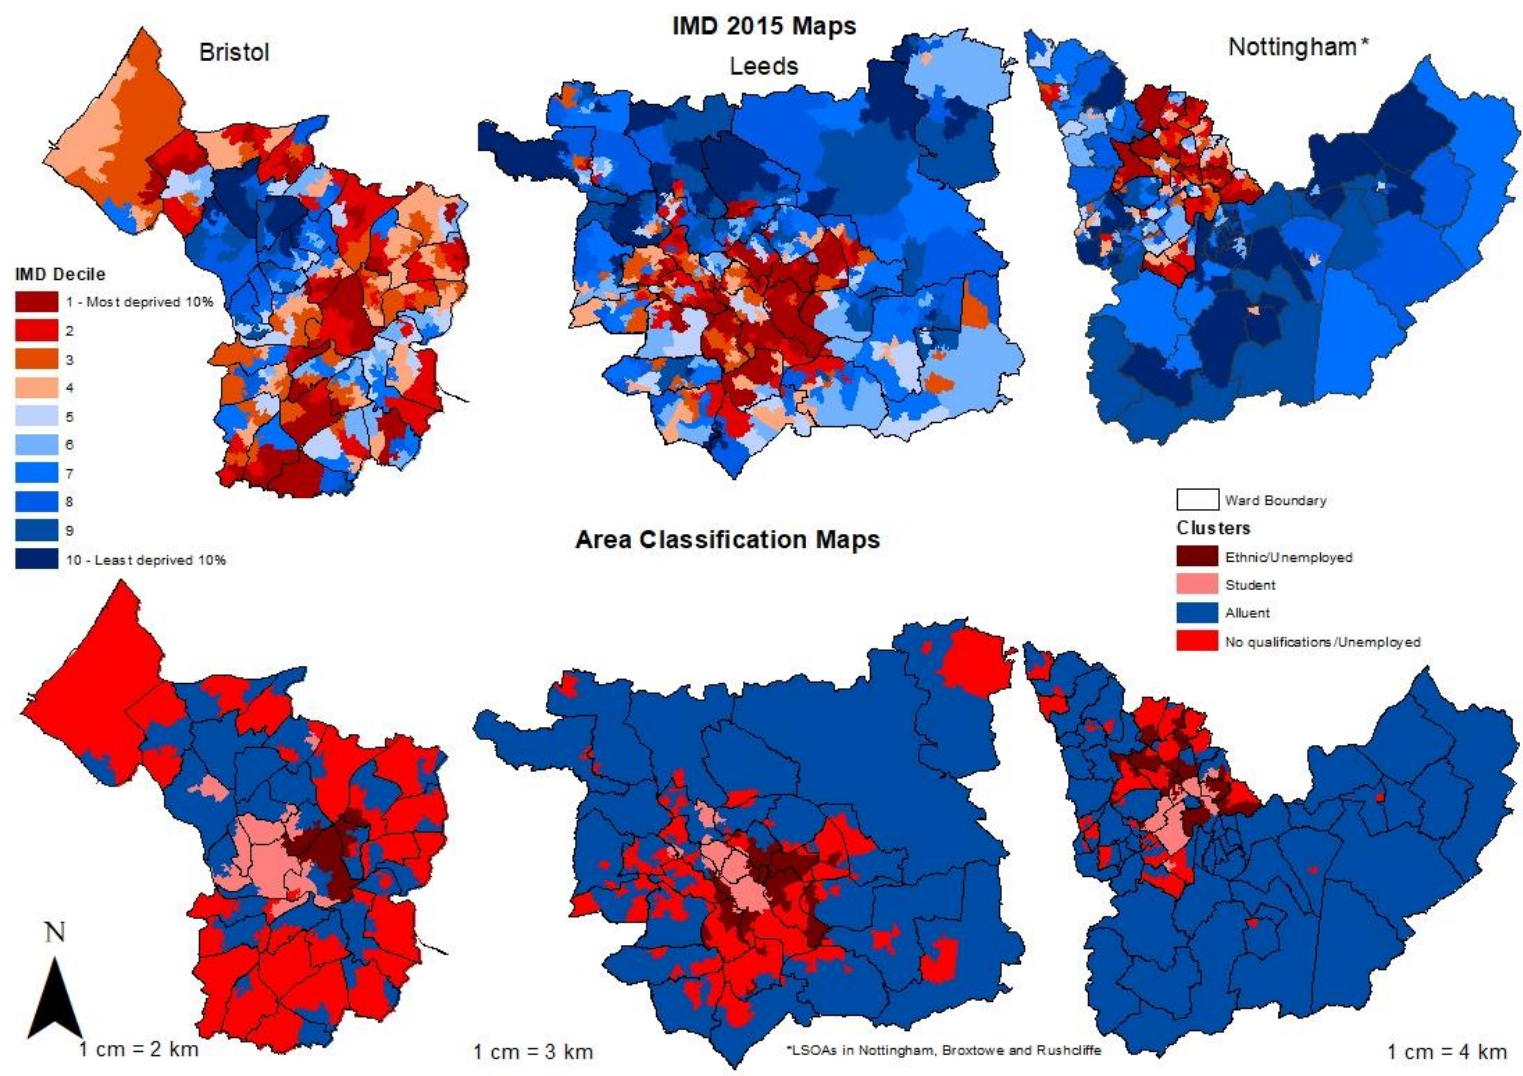 IMD 2015 Maps
Bristol
Leeds
Nottingham*
IMD Decile
1 - Most deprived 10%
2
3
4
5
6
7
8
9
10 - Least deprived 10%
Ward Boundary
Clusters
Ethnic/Unemployed
Student
Alluent
No qualifications/Unemployed
Area Classification Maps
N
1 cm = 2 km
1 cm = 3 km
*LSOAs in Nottingham, Broxtowe and Rushcliffe
1 cm = 4 km